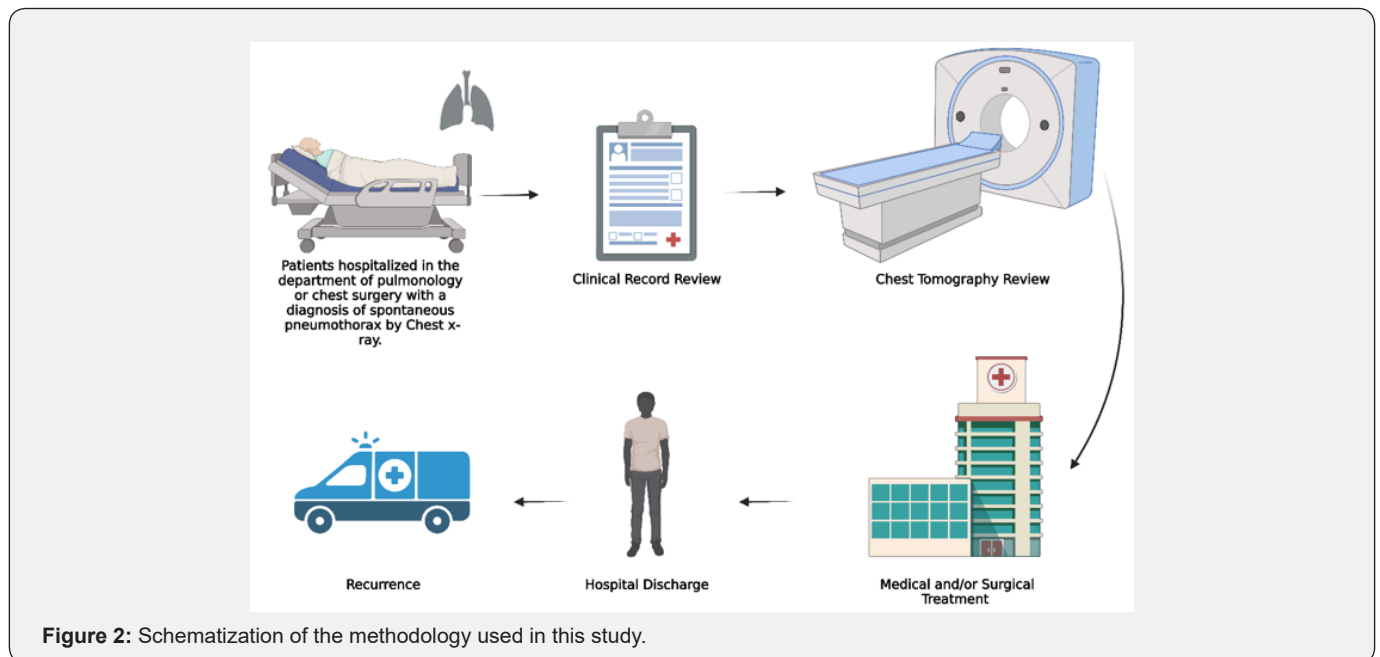 Patients hospitalized in the
department of pulmonology
or chest surgery with a
diagnosis of spontaneous
pneumothorax by Chest x-
ray.
Clinical Record Review
Chest Tomography Review
Recurrence
Hospital Discharge
Medical and/or Surgical
Treatment
Figure 2: Schematization of the methodology used in this study.